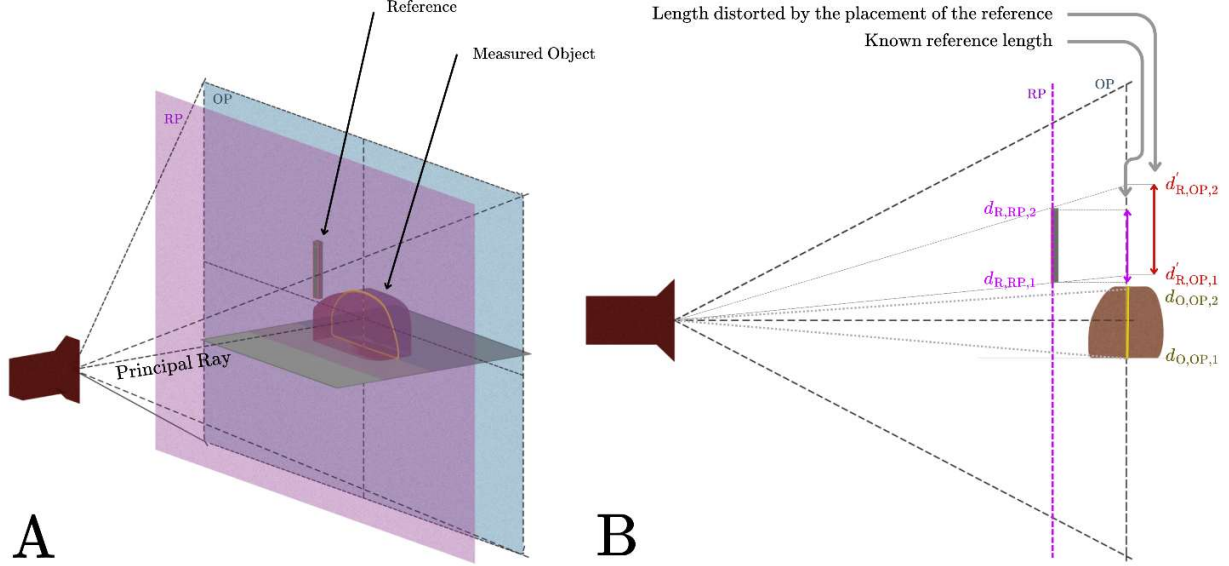 Reference
Measured Object
OP
RP
Principal Ray
A
Length distorted by the placement of the reference
Known reference length
RP
OP
d'R,OP,2
dR,RP,2
d'R,OP,1
dR,RP,1
dO,OP,2
dO,OP,1
B